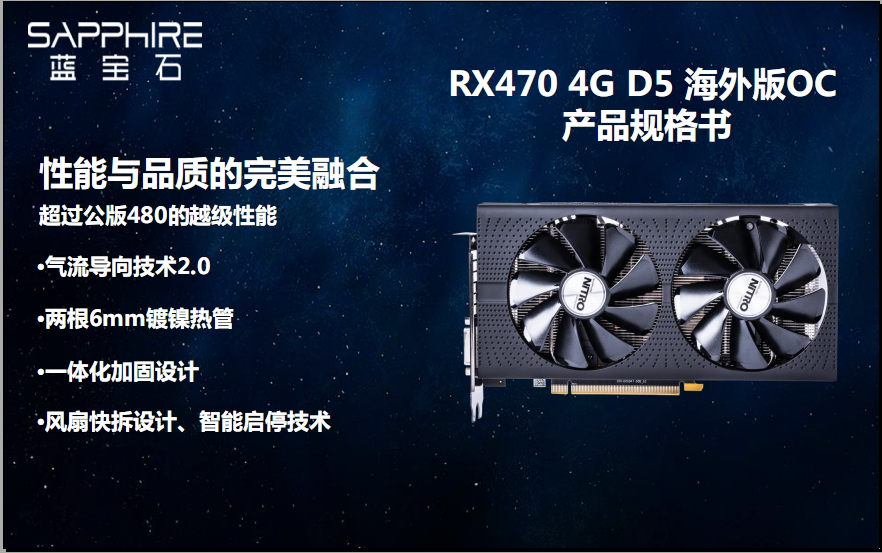 SAPPHIRE
蓝宝石
RX470 4G D5 海外版OC
产品规格书
性能与品质的完美融合
超过公版480的越级性能
•气流导向技术2.0
•两根6mm镀镍热管
•一体化加固设计
•风扇快拆设计、智能启停技术
NITRO
NITRO